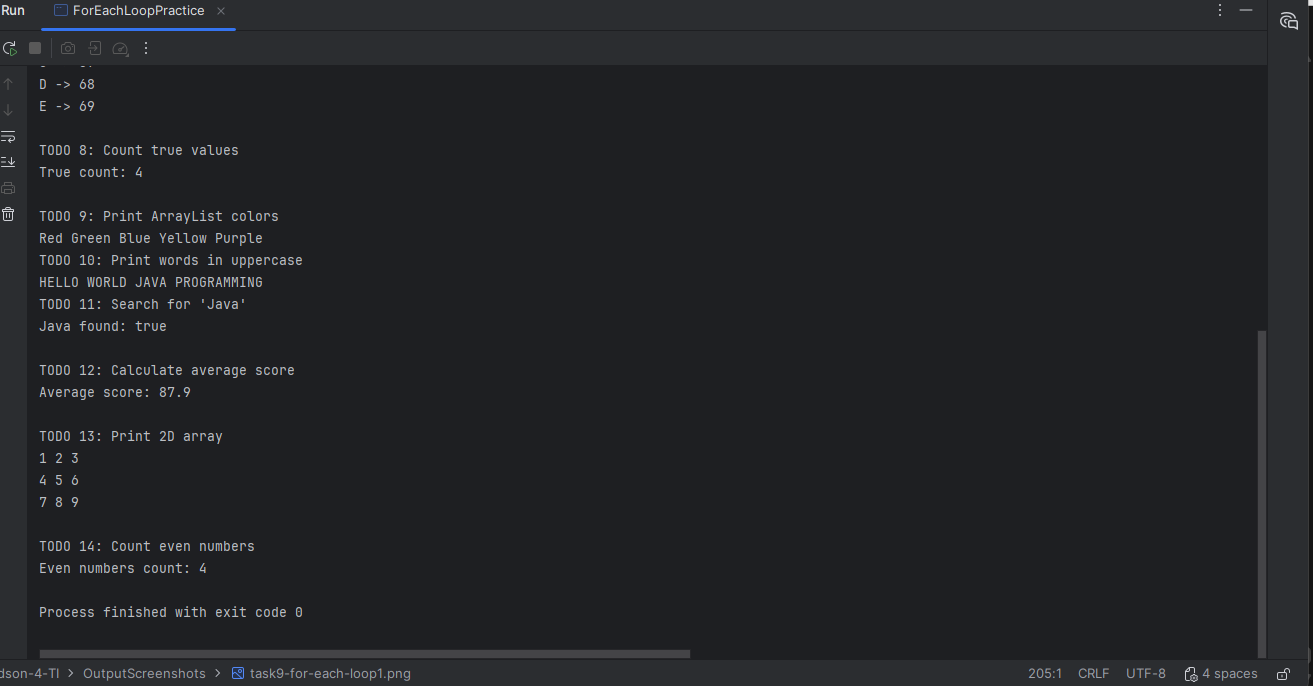 Run ForEachLoopPractice
D -> 68
E -> 69
TODO 8: Count true values
True count: 4
TODO 9: Print ArrayList colors
Red Green Blue Yellow Purple
TODO 10: Print words in uppercase
HELLO WORLD JAVA PROGRAMMING
TODO 11: Search for 'Java'
Java found: true
TODO 12: Calculate average score
Average score: 87.9
TODO 13: Print 2D array
1 2 3
4 5 6
7 8 9
TODO 14: Count even numbers
Even numbers count: 4
Process finished with exit code 0
dson-4-TI > OutputScreenshots > task9-for-each-loop1.png 205:1 CRLF UTF-8 4 spaces